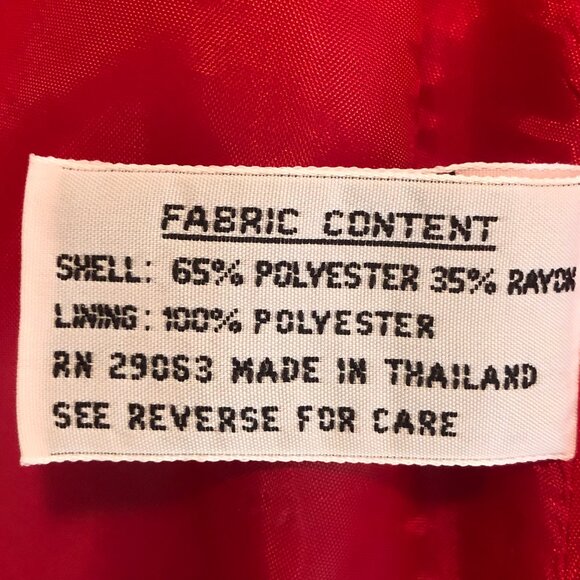 FABRIC CONTENT
SHELL: 65% POLYESTER 35% RAYON
LINING: 100% POLYESTER
RN 29063 MADE IN THAILAND
SEE REVERSE FOR CARE